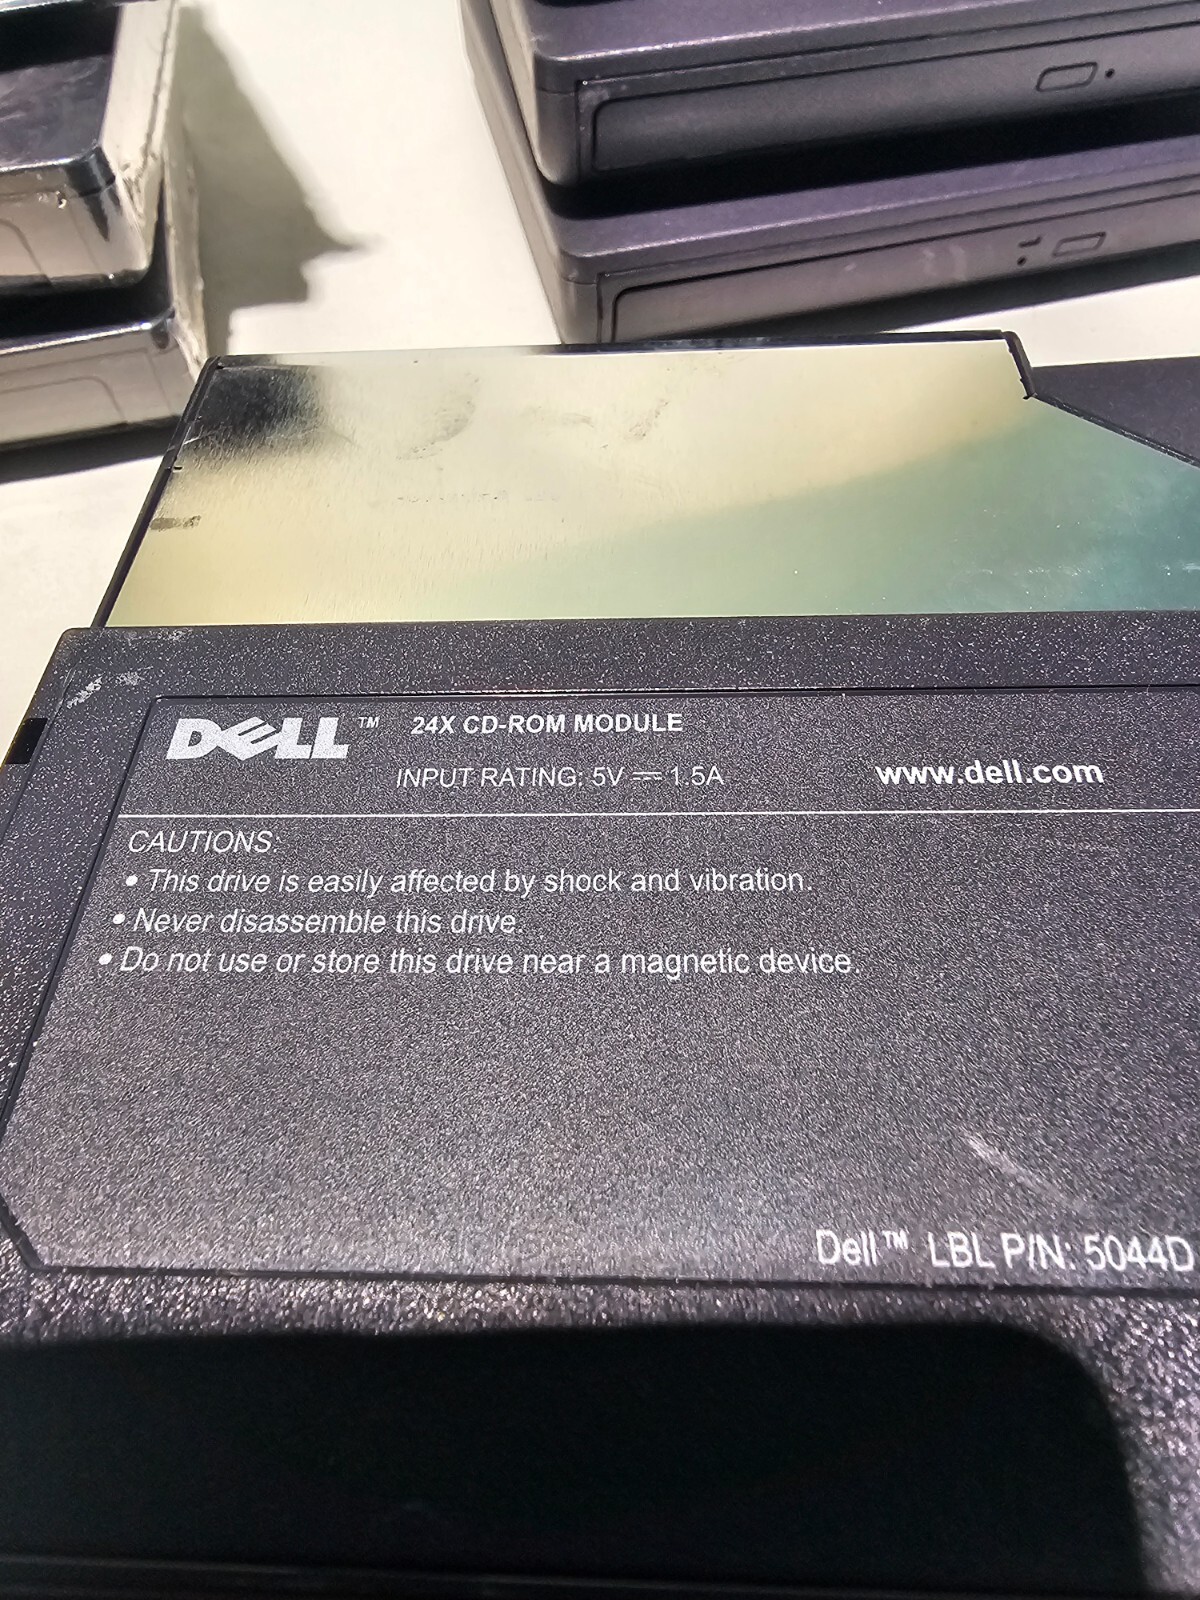 DELL™ 24X CD-ROM MODULE
INPUT RATING: 5V ⎓ 1.5A www.dell.com
CAUTIONS:
• This drive is easily affected by shock and vibration.
• Never disassemble this drive.
• Do not use or store this drive near a magnetic device.
Dell™ LBL P/N: 5044D